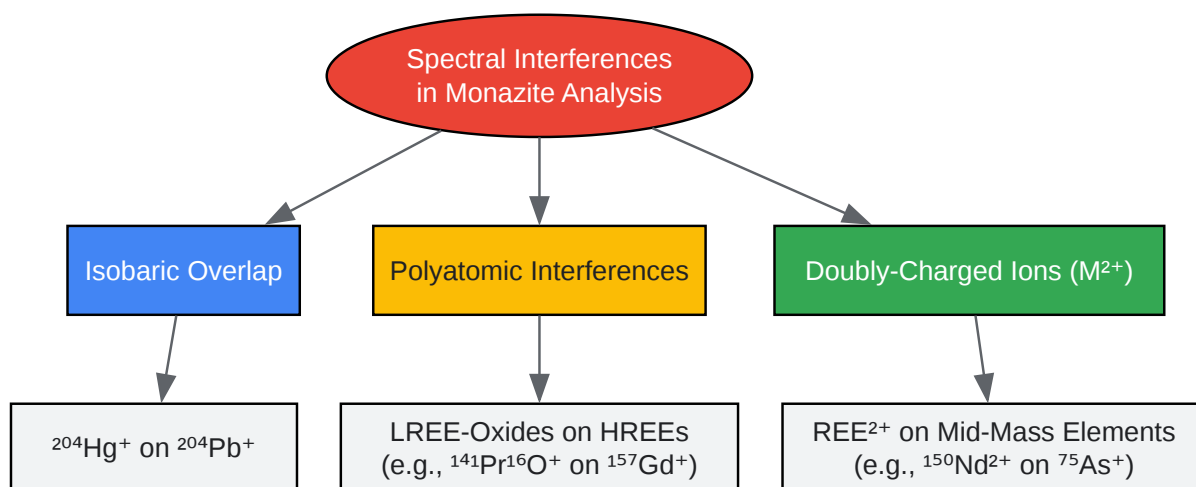 Spectral Interferences
in Monazite Analysis
Isobaric Overlap
Polyatomic Interferences
Doubly-Charged Ions (M²⁺)
²⁰⁴Hg⁺ on ²⁰⁴Pb⁺
LREE-Oxides on HREEs
(e.g., ¹⁴¹Pr¹⁶O⁺ on ¹⁵⁷Gd⁺)
REE²⁺ on Mid-Mass Elements
(e.g., ¹⁵⁰Nd²⁺ on ⁷⁵As⁺)